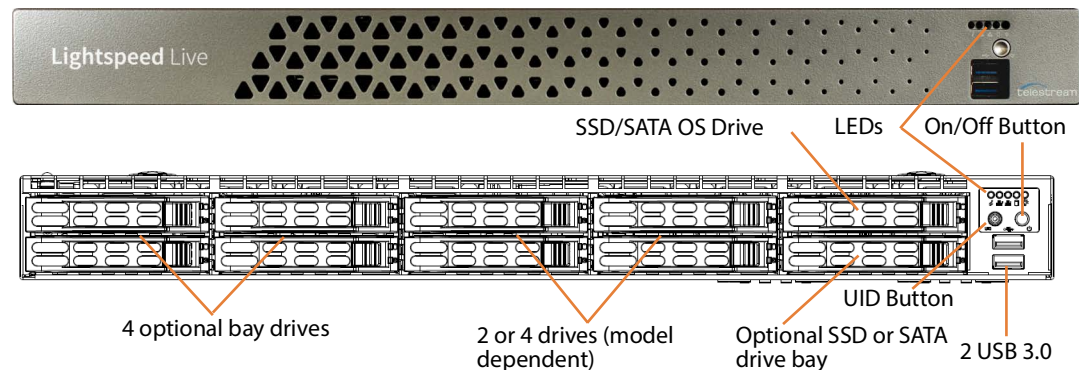 Lightspeed Live
telestream
SSD/SATA OS Drive
LEDs
On/Off Button
4 optional bay drives
2 or 4 drives (model
dependent)
Optional SSD or SATA
drive bay
UID Button
2 USB 3.0